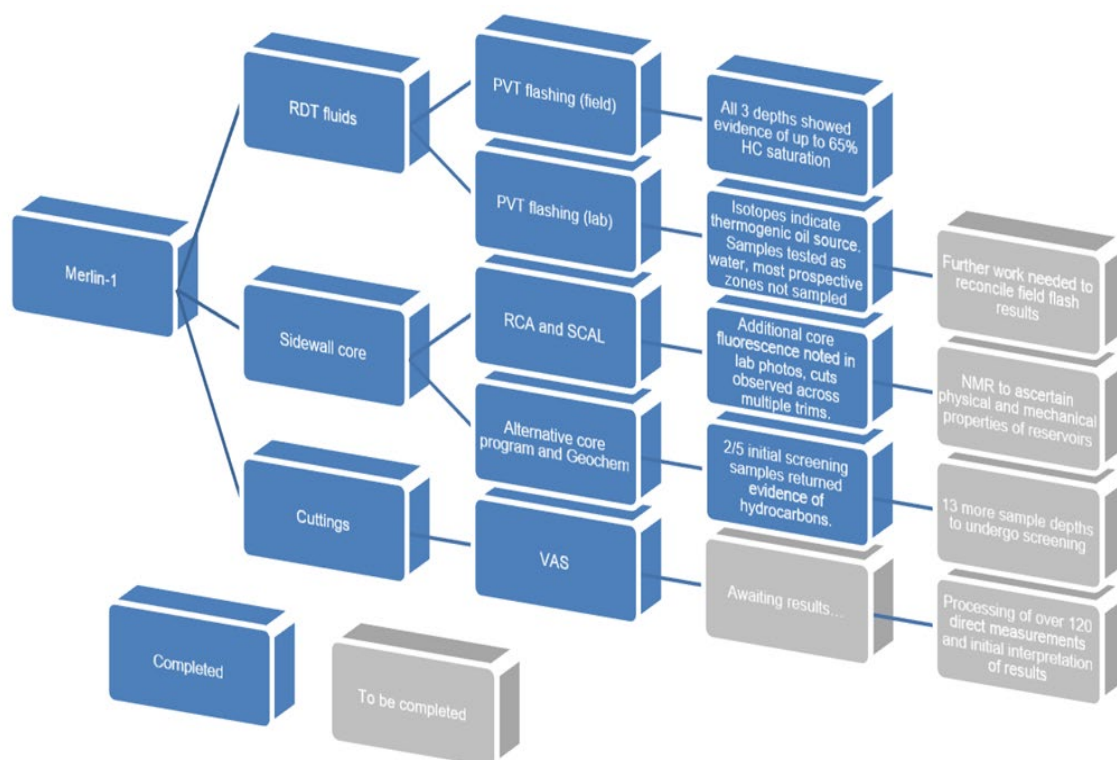 Merlin-1
RDT fluids
Sidewall core
Cuttings
PVT flashing (field)
PVT flashing (lab)
RCA and SCAL
Alternative core
program and Geochem
VAS
All 3 depths showed
evidence of up to 65%
HC saturation
Isotopes indicate
thermogenic oil source.
Samples tested as
water, most prospective
zones not sampled
Additional core
fluorescence noted in
lab photos, cuts
observed across
multiple trims.
2/5 initial screening
samples returned
evidence of
hydrocarbons.
Awaiting results...
Further work needed to
reconcile field flash
results
NMR to ascertain
physical and mechanical
properties of reservoirs
13 more sample depths
to undergo screening
Processing of over 120
direct measurements
and initial interpretation
of results
Completed
To be completed